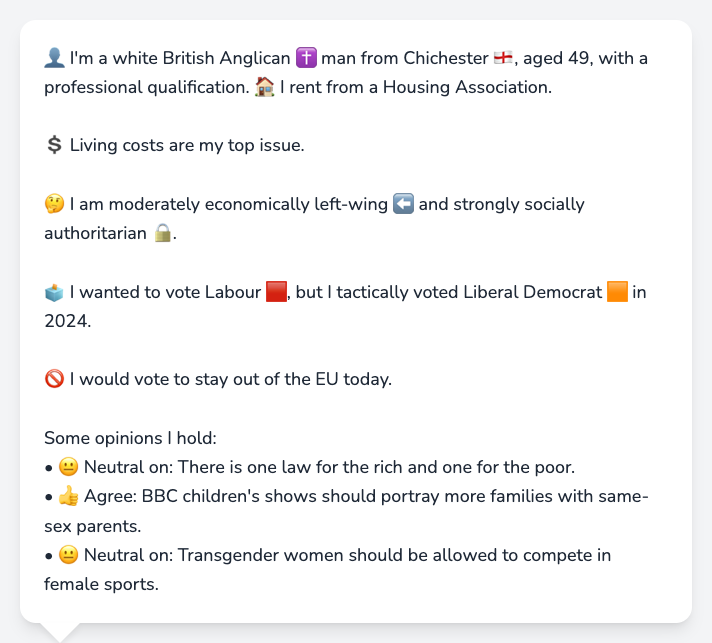 👤 I'm a white British Anglican ✝️ man from Chichester 🏴󠁧󠁢󠁥󠁮󠁧󠁿, aged 49, with a
professional qualification. 🏠 I rent from a Housing Association.
💲 Living costs are my top issue.
🤔 I am moderately economically left-wing ⬅️ and strongly socially
authoritarian 🔒.
🗳️ I wanted to vote Labour 🟥, but I tactically voted Liberal Democrat 🟧 in
2024.
🚫 I would vote to stay out of the EU today.
Some opinions I hold:
• 😐 Neutral on: There is one law for the rich and one for the poor.
• 👍 Agree: BBC children's shows should portray more families with same-
sex parents.
• 😐 Neutral on: Transgender women should be allowed to compete in
female sports.